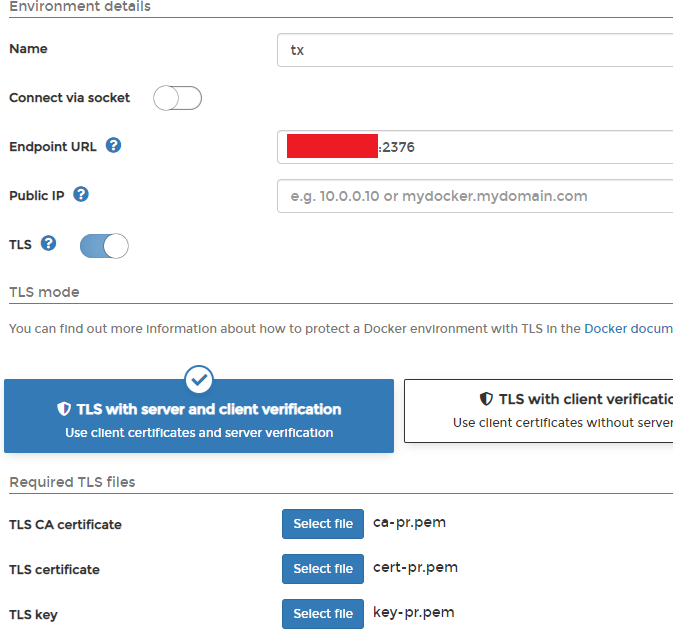 Environment details
Name
tx
Connect via socket
Endpoint URL ?
:2376
Public IP ?
e.g. 10.0.0.10 or mydocker.mydomain.com
TLS ?
TLS mode
You can find out more information about how to protect a Docker environment with TLS in the Docker docum
TLS with server and client verification
Use client certificates and server verification
TLS with client verificatio
Use client certificates without server
Required TLS files
TLS CA certificate
Select file ca-pr.pem
TLS certificate
Select file cert-pr.pem
TLS key
Select file key-pr.pem